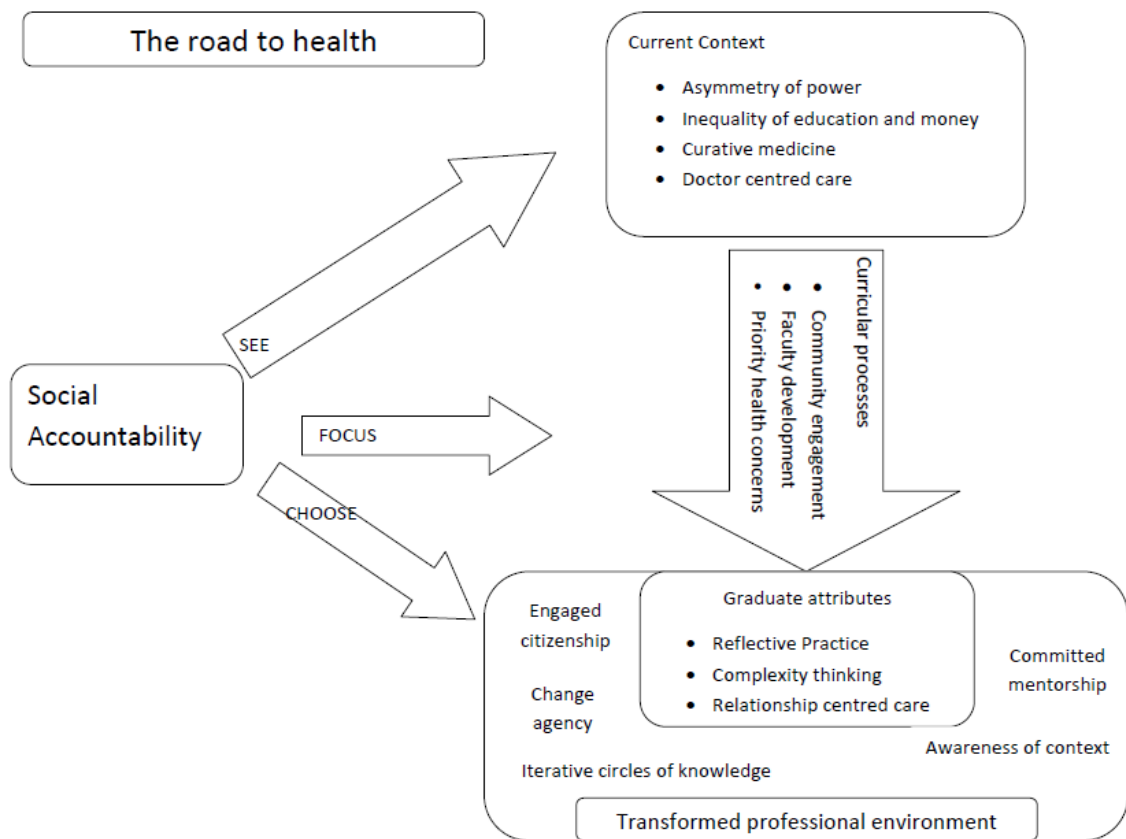 The road to health
Current Context
• Asymmetry of power
• Inequality of education and money
• Curative medicine
• Doctor centred care
SEE
Social
Accountability
FOCUS
CHOOSE
Curricular processes
• Community engagement
• Faculty development
• Priority health concerns
Engaged
citizenship
Change
agency
Graduate attributes
• Reflective Practice
• Complexity thinking
• Relationship centred care
Committed
mentorship
Awareness of context
Iterative circles of knowledge
Transformed professional environment